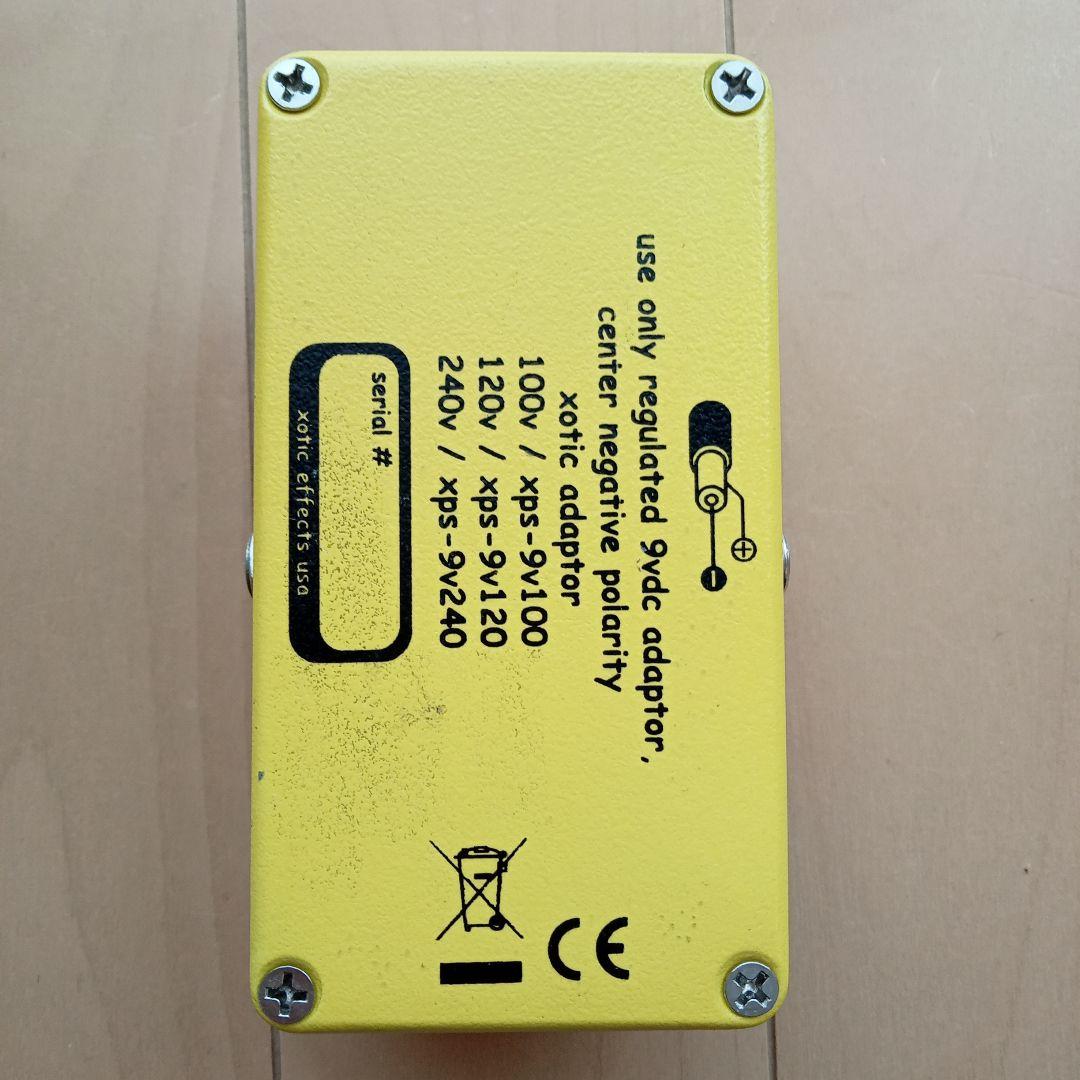 use only regulated 9vdc adaptor,
center negative polarity
xotic adaptor
100v / xps-9v100
120v / xps-9v120
240v / xps-9v240
serial #
xotic effects usa
CE